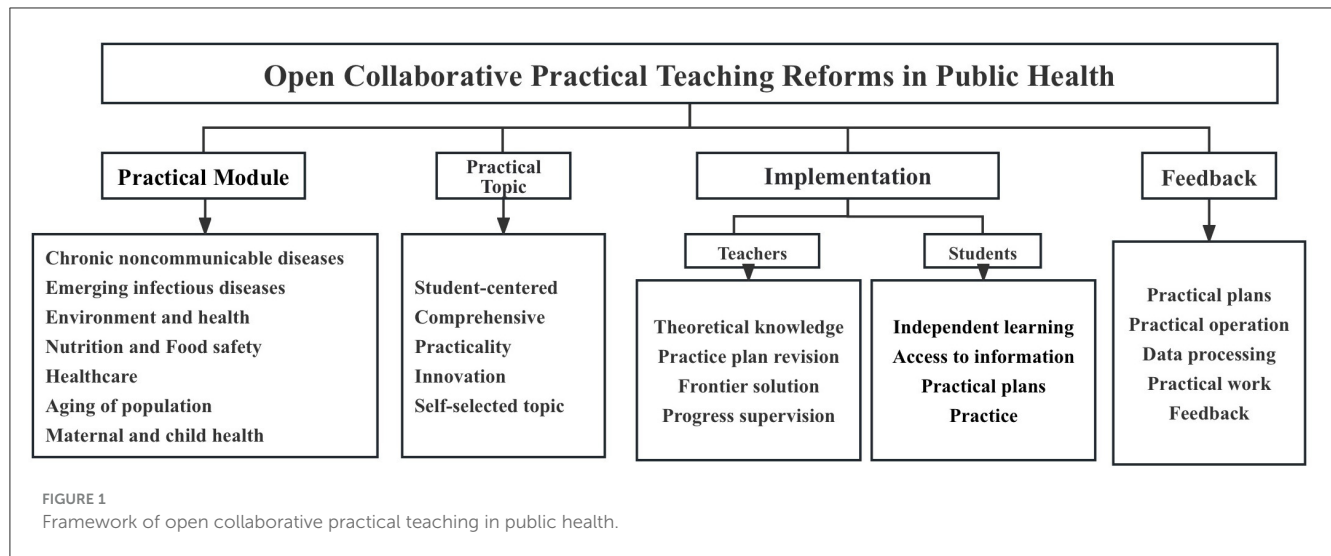 Open Collaborative Practical Teaching Reforms in Public Health
Practical Module
Chronic noncommunicable diseases
Emerging infectious diseases
Environment and health
Nutrition and Food safety
Healthcare
Aging of population
Maternal and child health
Practical
Topic
Student-centered
Comprehensive
Practicality
Innovation
Self-selected topic
Implementation
Teachers
Theoretical knowledge
Practice plan revision
Frontier solution
Progress supervision
Students
Independent learning
Access to information
Practical plans
Practice
Feedback
Practical plans
Practical operation
Data processing
Practical work
Feedback
FIGURE 1
Framework of open collaborative practical teaching in public health.